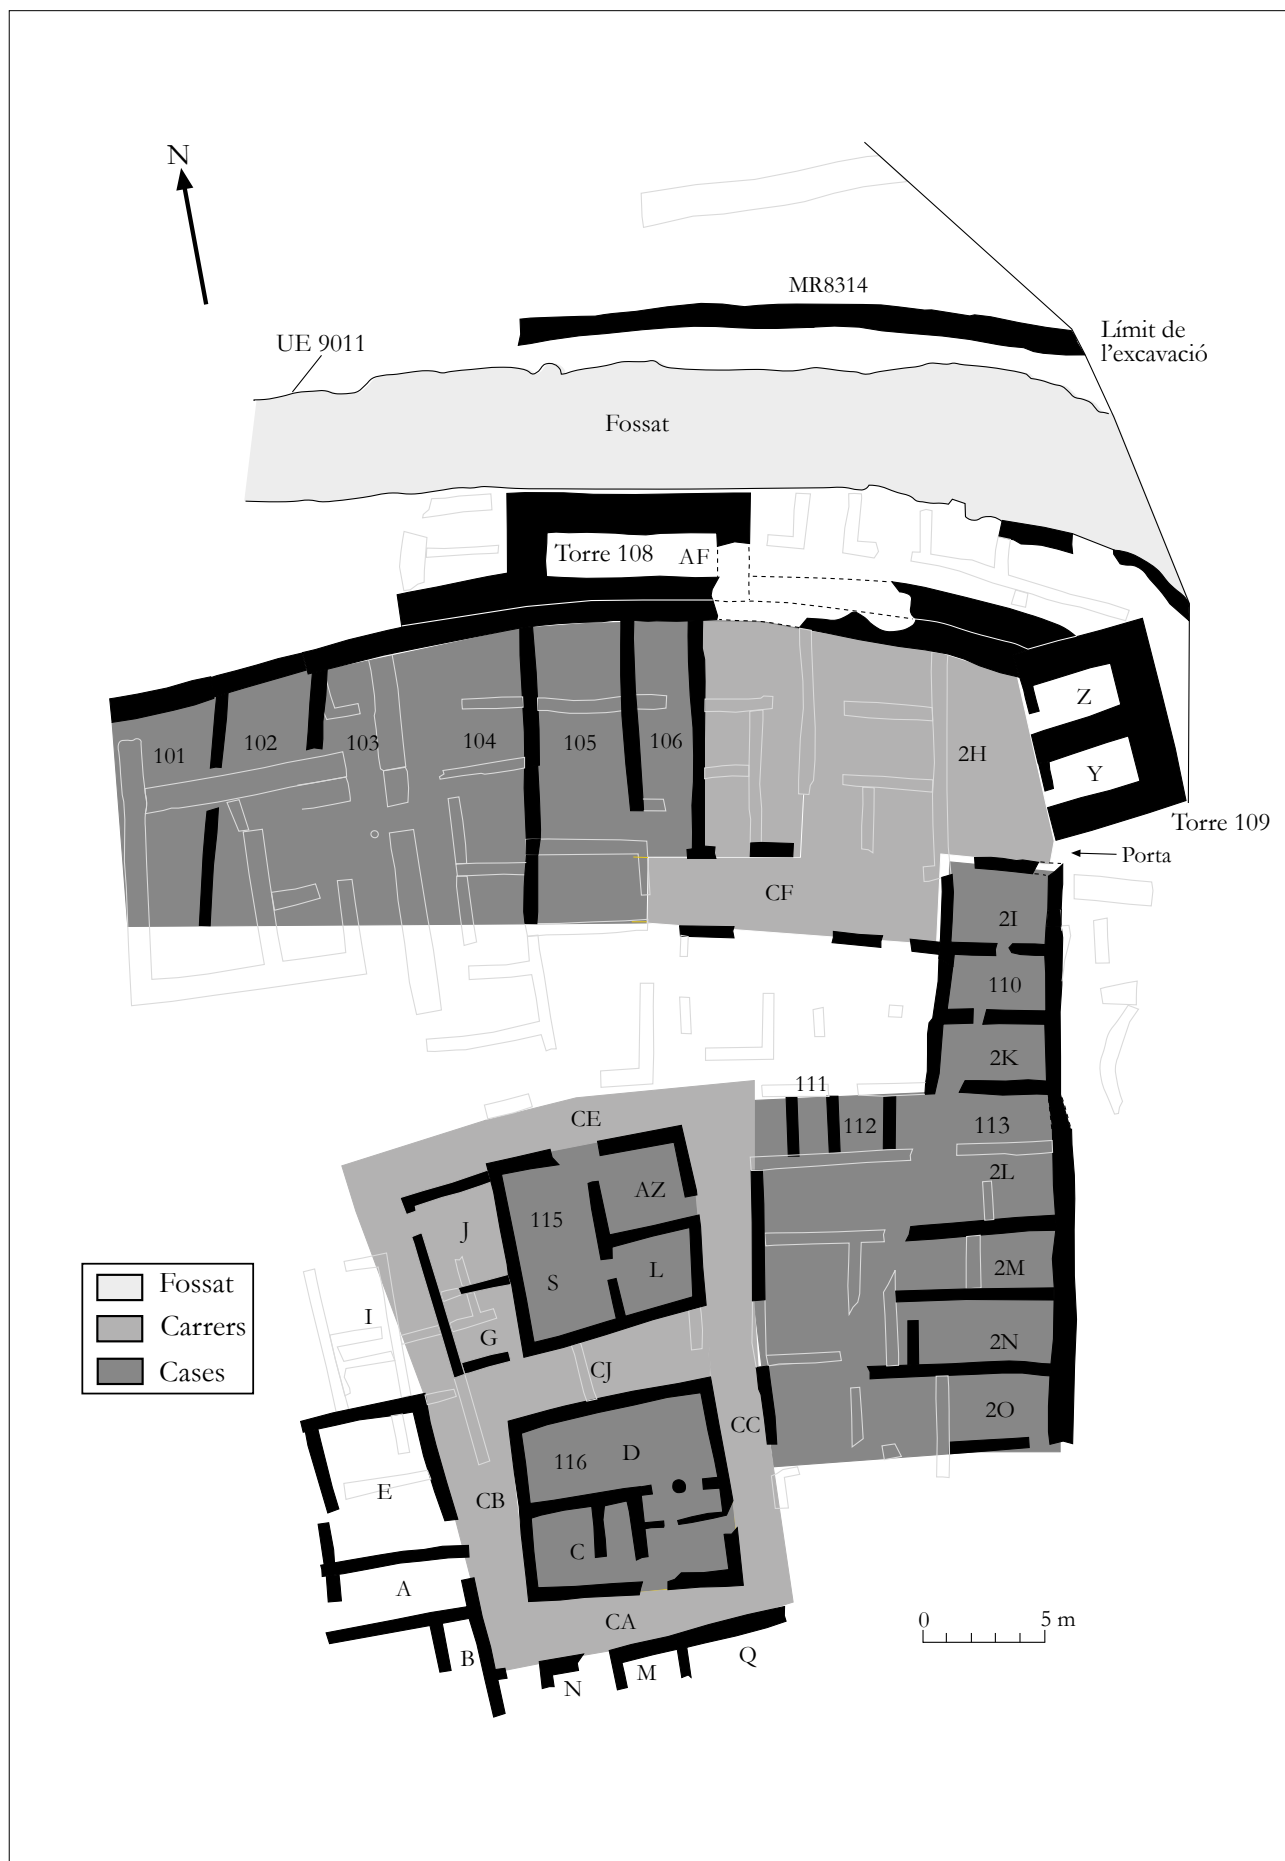 N
MR8314
Límit de
l'excavació
UE 9011
Fossat
Torre 108
AF
Z
Y
101
102
103
104
105
106
2H
Torre 109
Porta
CF
2I
110
2K
111
112
113
CE
2L
AZ
115
J
S
L
2M
I
G
2N
CJ
2O
CC
116
D
E
CB
C
A
CA
B
N
M
Q
Fossat
Carrers
Cases
0
5 m